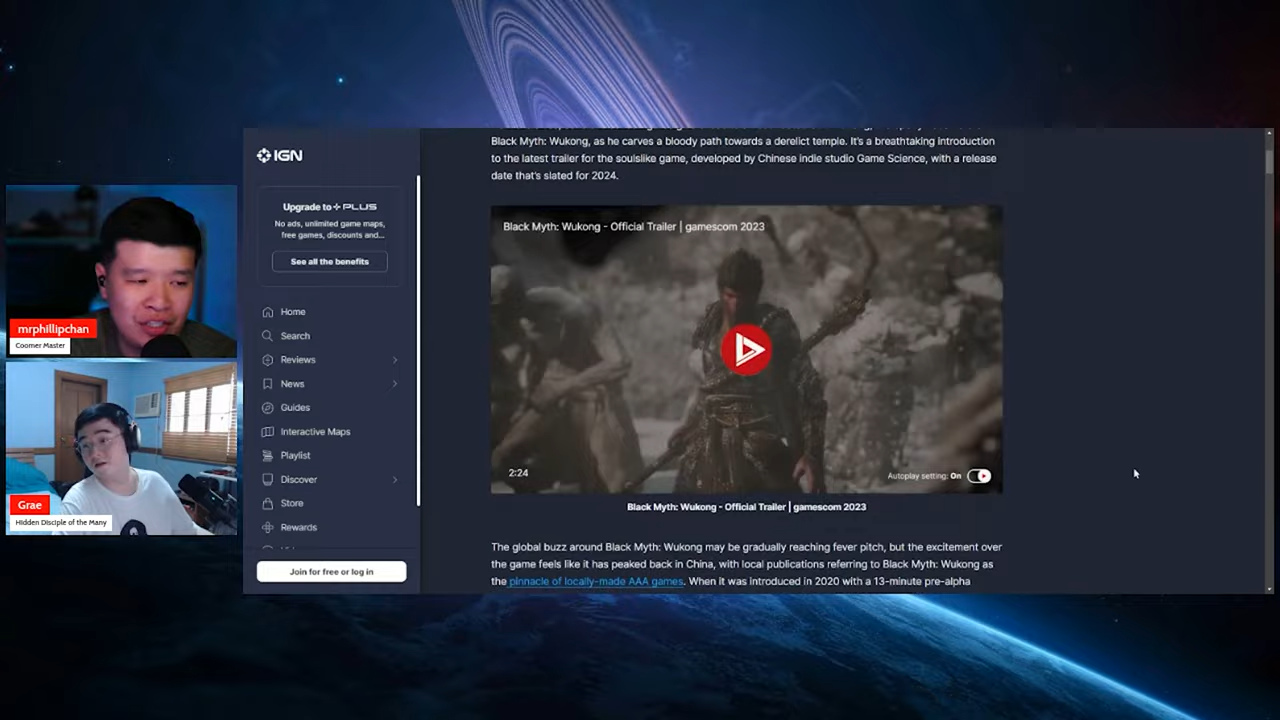 IGN
Upgrade to + PLUS
No ads, unlimited game maps,
free games, discounts and...
See all the benefits
Home
Search
Reviews
News
Guides
Interactive Maps
Playlist
Discover
Store
Rewards
Join for free or log in
Black Myth: Wukong, as he carves a bloody path towards a derelict temple. It's a breathtaking introduction
to the latest trailer for the soulslike game, developed by Chinese indie studio Game Science, with a release
date that's slated for 2024.
Black Myth: Wukong - Official Trailer | gamescom 2023
2:24
Autoplay setting: On
Black Myth: Wukong - Official Trailer | gamescom 2023
The global buzz around Black Myth: Wukong may be gradually reaching fever pitch, but the excitement over
the game feels like it has peaked back in China, with local publications referring to Black Myth: Wukong as
the pinnacle of locally-made AAA games. When it was introduced in 2020 with a 13-minute pre-alpha
mrphillipchan
Coomer Master
Grae
Hidden Disciple of the Many